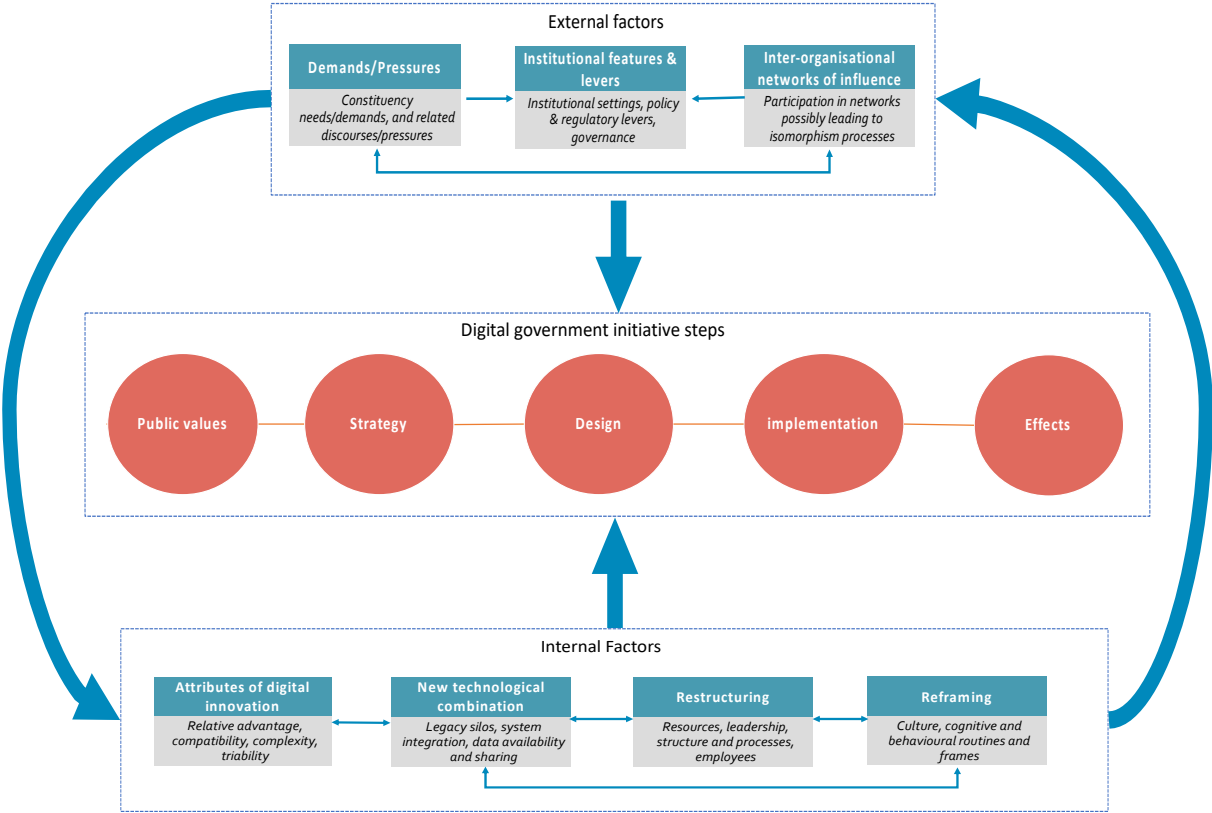 External factors
Demands/Pressures
Constituency
needs/demands, and related
discourses/pressures
Institutional features &
levers
Institutional settings, policy
& regulatory levers,
governance
Inter-organisational
networks of influence
Participation in networks
possibly leading to
isomorphism processes
Digital government initiative steps
Public values
Strategy
Design
implementation
Effects
Internal Factors
Attributes of digital
innovation
Relative advantage,
compatibility, complexity,
triability
New technological
combination
Legacy silos, system
integration, data availability
and sharing
Restructuring
Resources, leadership,
structure and processes,
employees
Reframing
Culture, cognitive and
behavioural routines and
frames